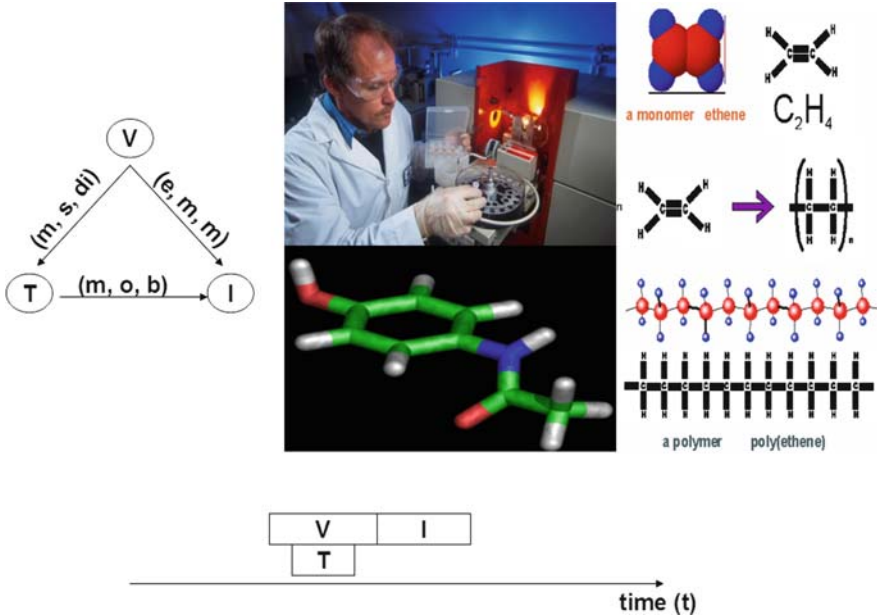 V
(m, s, di)
(e, m, m)
T
(m, o, b)
I
H H
C C
H H
a monomer ethene
C2H4
n
H H
C C
H H
H H
C C
H H
n
H H H H H H H H H H H
C C C C C C C C C C C
H H H H H H H H H H H
a polymer poly(ethene)
V I
T
time (t)